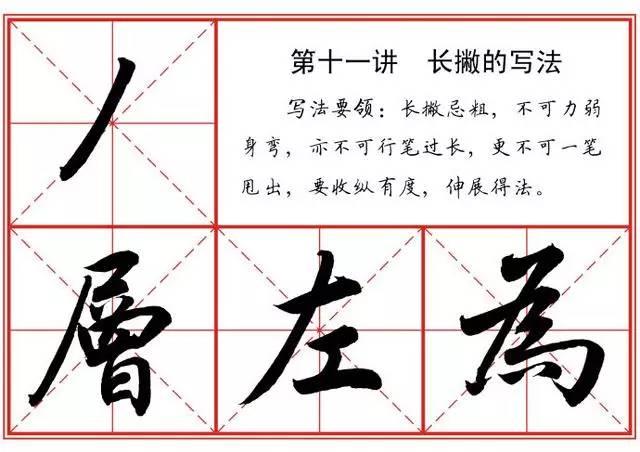 第十一讲 长撇的写法
写法要领：长撇忌粗，不可力弱
身弯，亦不可行笔过长，更不可一笔
甩出，要收纵有度，伸展得法。
丿
層 左 為